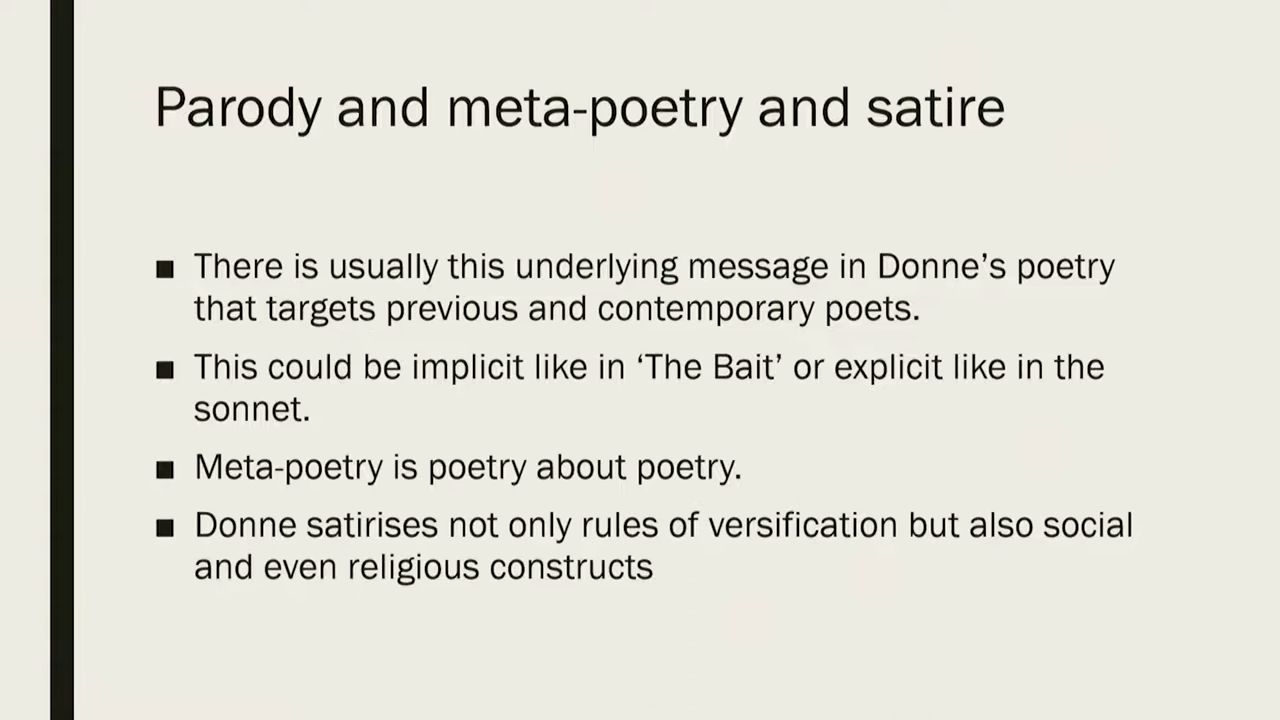 Parody and meta-poetry and satire
■ There is usually this underlying message in Donne’s poetry
that targets previous and contemporary poets.
■ This could be implicit like in ‘The Bait’ or explicit like in the
sonnet.
■ Meta-poetry is poetry about poetry.
■ Donne satirises not only rules of versification but also social
and even religious constructs